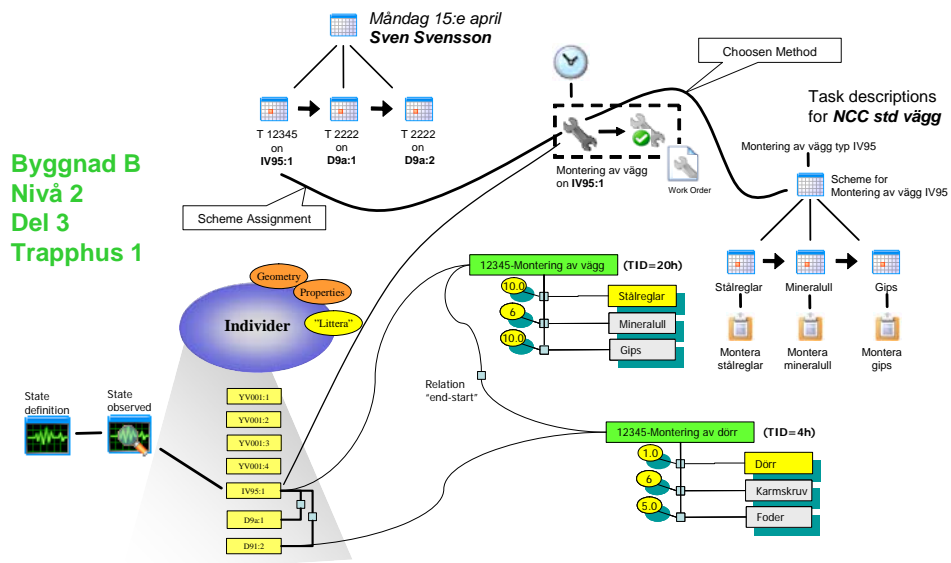 Måndag 15:e april
Sven Svensson
T 12345
on
IV95:1
T 2222
on
D9a:1
T 2222
on
D9a:2
Scheme Assignment
Byggnad B
Nivå 2
Del 3
Trapphus 1
Choosen Method
Montering av vägg
on IV95:1
Work Order
Task descriptions
for NCC std vägg
Montering av vägg typ IV95
Scheme for
Montering av vägg IV95
Stålreglar
Mineralull
Gips
Montera
stålreglar
Montera
mineralull
Montera
gips
Geometry
Properties
"Littera"
Individer
12345-Montering av vägg
(TID=20h)
10.0
Stålreglar
6
Mineralull
10.0
Gips
Relation
"end-start"
State
definition
State
observed
YV001:1
YV001:2
YV001:3
YV001:4
IV95:1
D9a:1
D91:2
12345-Montering av dörr
(TID=4h)
1.0
Dörr
6
Karmskruv
5.0
Foder